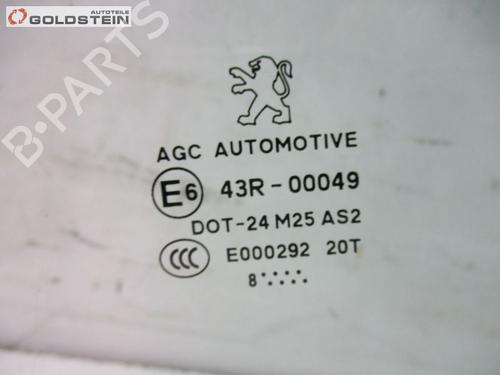 GOLDSTEIN
AUTOTEILE
B-PARTS
AGC AUTOMOTIVE
E6 43R-00049
DOT-24 M25 AS2
CCC E000292 20T
8